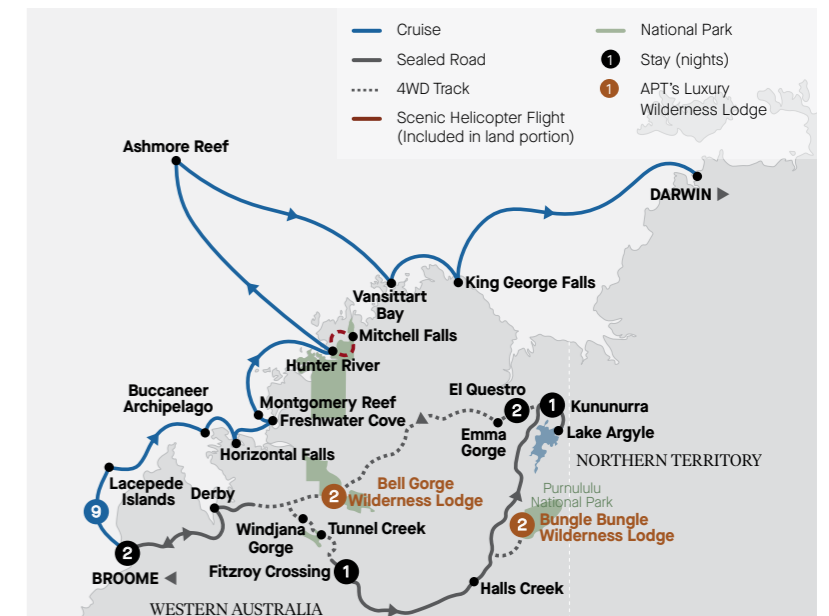 Cruise
Sealed Road
4WD Track
Scenic Helicopter Flight
(Included in land portion)
National Park
1 Stay (nights)
1 APT's Luxury
Wilderness Lodge
Ashmore Reef
DARWIN
Vansittart
Bay
King George Falls
Mitchell Falls
Hunter River
Buccaneer
Archipelago
Montgomery Reef
Freshwater Cove
El Questro
2
1
Kununurra
Emma
Gorge
Lake Argyle
Horizontal Falls
NORTHERN TERRITORY
Lacepede
Islands
Derby
2
Bell Gorge
Wilderness Lodge
Purnululu
National Park
9
Windjana
Gorge
Tunnel Creek
2
Bungle Bungle
Wilderness Lodge
2
BROOME
Fitzroy Crossing
1
Halls Creek
WESTERN AUSTRALIA